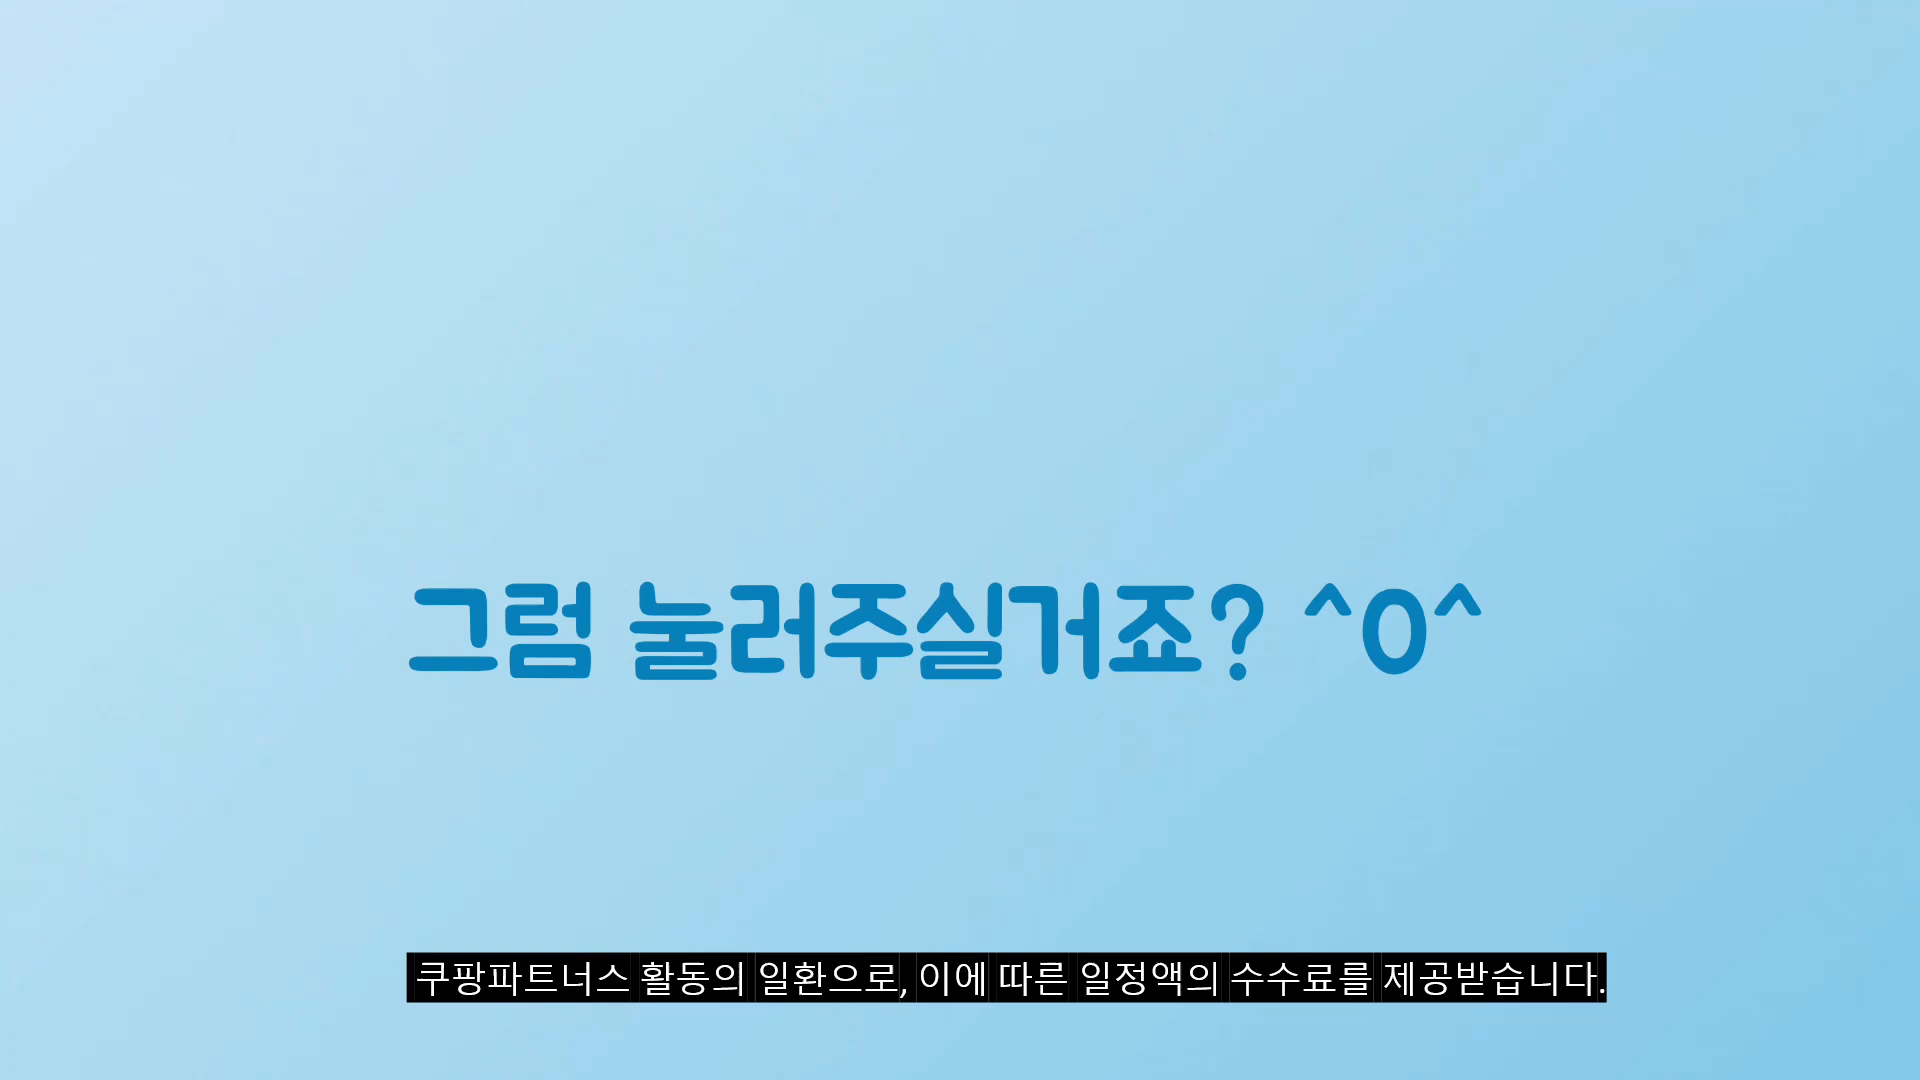 그럼 눌러주실거죠? ^0^
쿠팡파트너스 활동의 일환으로, 이에 따른 일정액의 수수료를 제공받습니다.